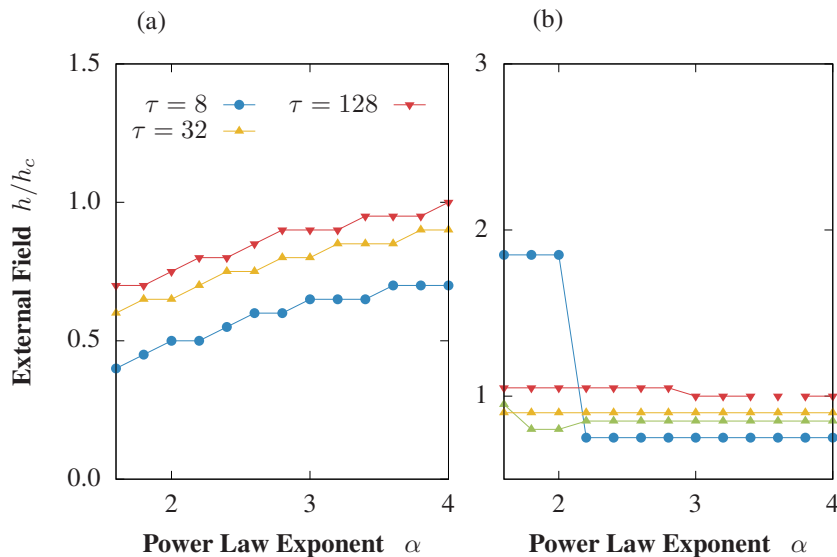 (a)
(b)
External Field h/h_c
1.5
1.0
0.5
0.0
τ = 8
τ = 128
τ = 32
2
3
4
Power Law Exponent α
3
2
1
2
3
4
Power Law Exponent α